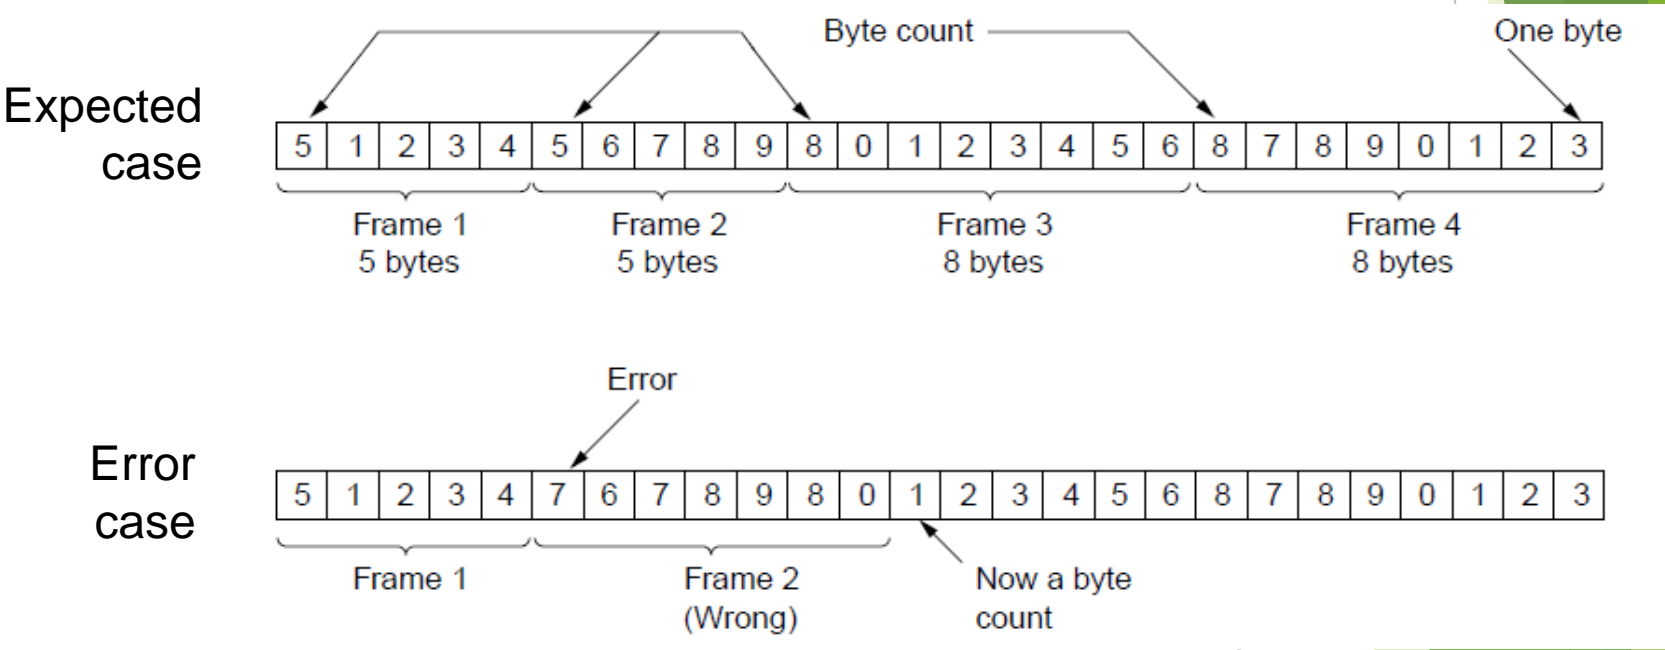 Byte count One byte
Expected
case
5 1 2 3 4 5 6 7 8 9 8 0 1 2 3 4 5 6 8 7 8 9 0 1 2 3
Frame 1 Frame 2 Frame 3 Frame 4
5 bytes 5 bytes 8 bytes 8 bytes
Error
Error
case
5 1 2 3 4 7 6 7 8 9 8 0 1 2 3 4 5 6 8 7 8 9 0 1 2 3
Frame 1 Frame 2 Now a byte
(Wrong) count